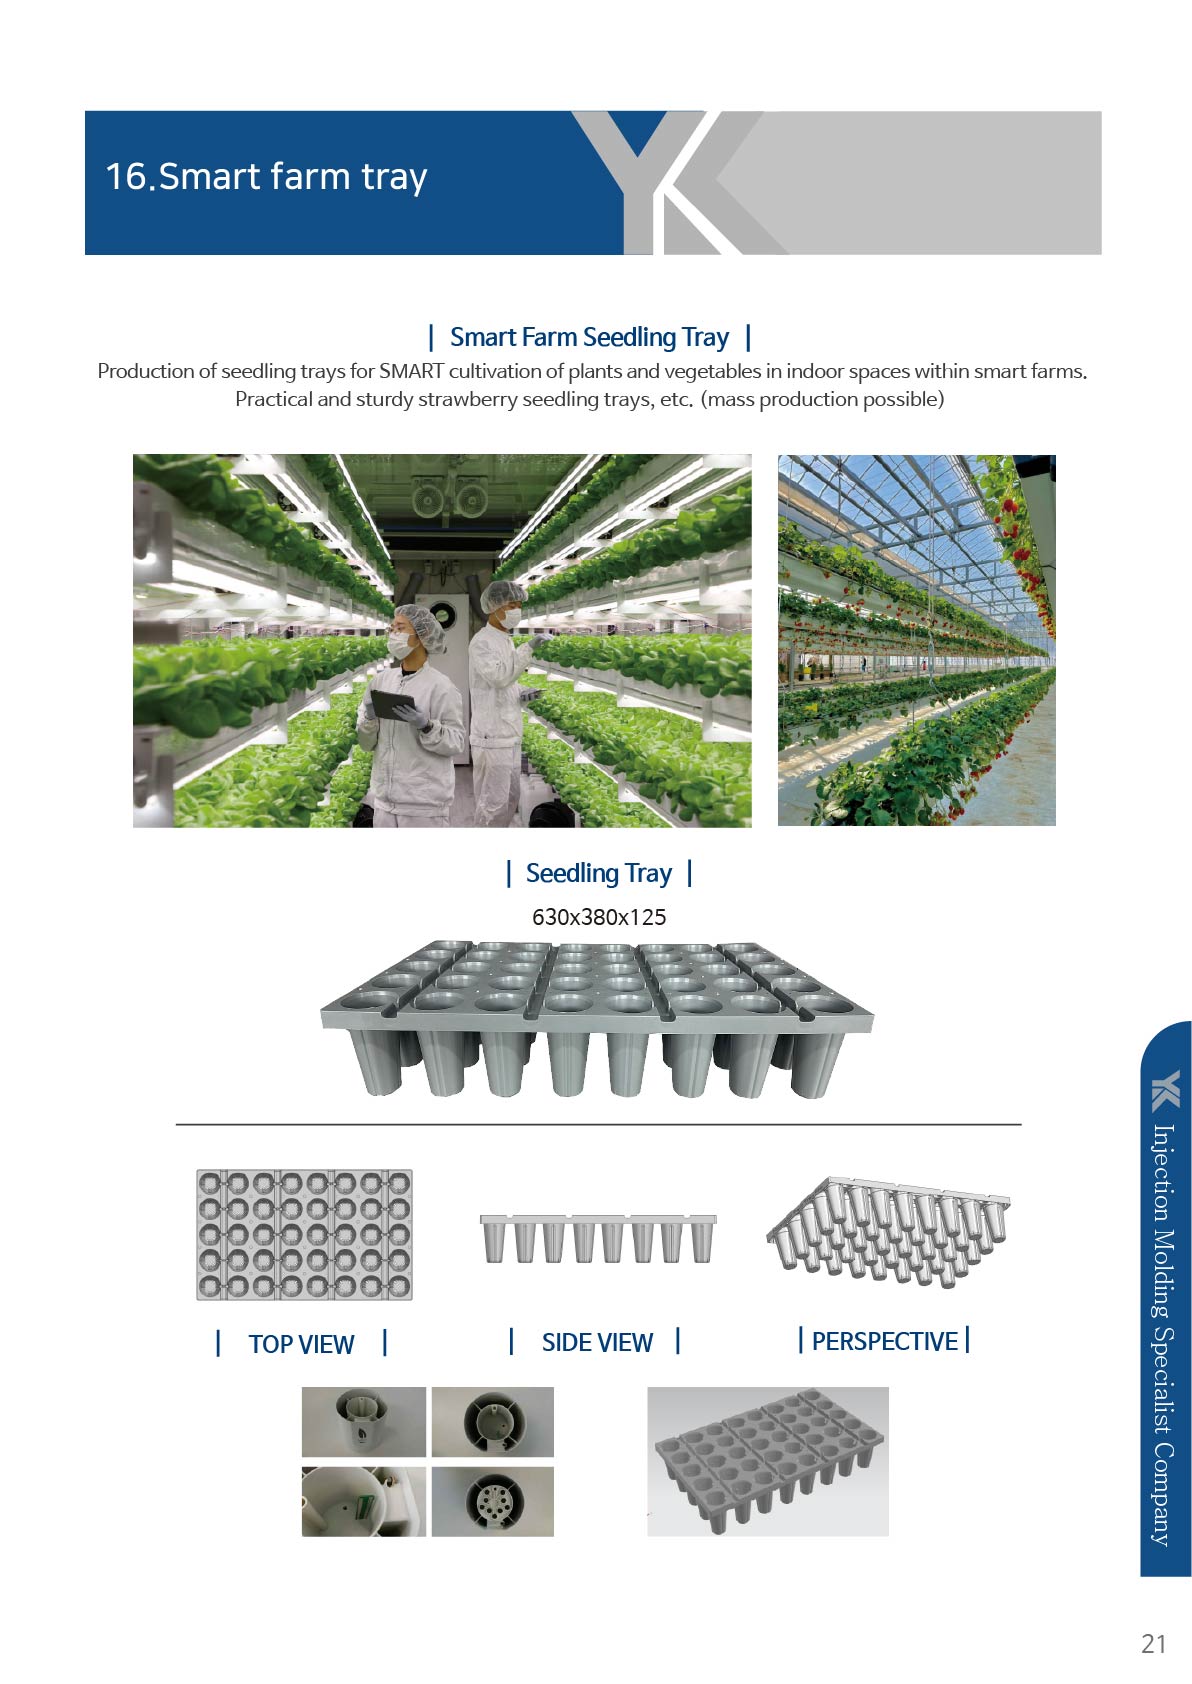 16.Smart farm tray
YK
| Smart Farm Seedling Tray |
Production of seedling trays for SMART cultivation of plants and vegetables in indoor spaces within smart farms.
Practical and sturdy strawberry seedling trays, etc. (mass production possible)
| Seedling Tray |
630x380x125
| TOP VIEW |
| SIDE VIEW |
| PERSPECTIVE |
YK Injection Molding Specialist Company
21